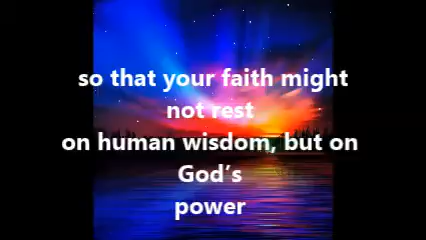 so that your faith might
not rest
on human wisdom, but on
God's
power